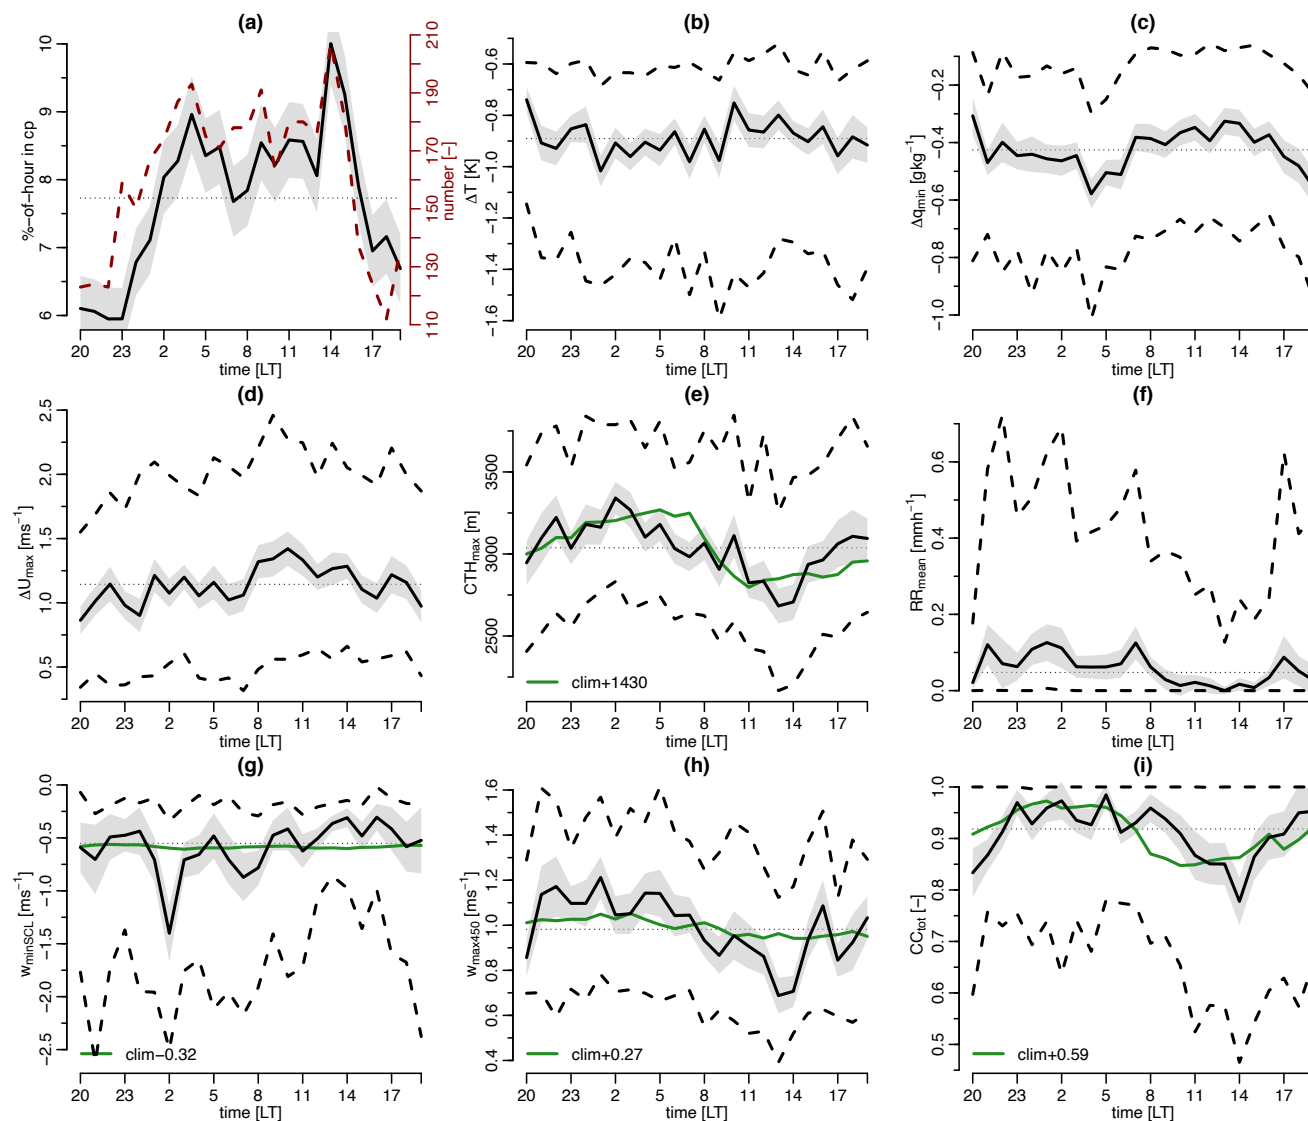 (a)
10
9
8
7
6
%-of-hour in cp
210
190
170
150
130
110
number [-]
20 23 2 5 8 11 14 17
time [LT]
(b)
-0.6
-0.8
-1.0
-1.2
-1.4
-1.6
ΔT [K]
20 23 2 5 8 11 14 17
time [LT]
(c)
-0.2
-0.4
-0.6
-0.8
-1.0
Δqmin [gkg−1]
20 23 2 5 8 11 14 17
time [LT]
(d)
2.5
2.0
1.5
1.0
0.5
ΔUmax [ms−1]
20 23 2 5 8 11 14 17
time [LT]
(e)
3500
3000
2500
CTHmax [m]
clim+1430
20 23 2 5 8 11 14 17
time [LT]
(f)
0.6
0.4
0.2
0.0
RRmean [mmh−1]
20 23 2 5 8 11 14 17
time [LT]
(g)
0.0
-0.5
-1.0
-1.5
-2.0
-2.5
wminSCL [ms−1]
clim−0.32
20 23 2 5 8 11 14 17
time [LT]
(h)
1.6
1.4
1.2
1.0
0.8
0.6
0.4
wmax450 [ms−1]
clim+0.27
20 23 2 5 8 11 14 17
time [LT]
(i)
1.0
0.9
0.8
0.7
0.6
0.5
CCtot [-]
clim+0.59
20 23 2 5 8 11 14 17
time [LT]